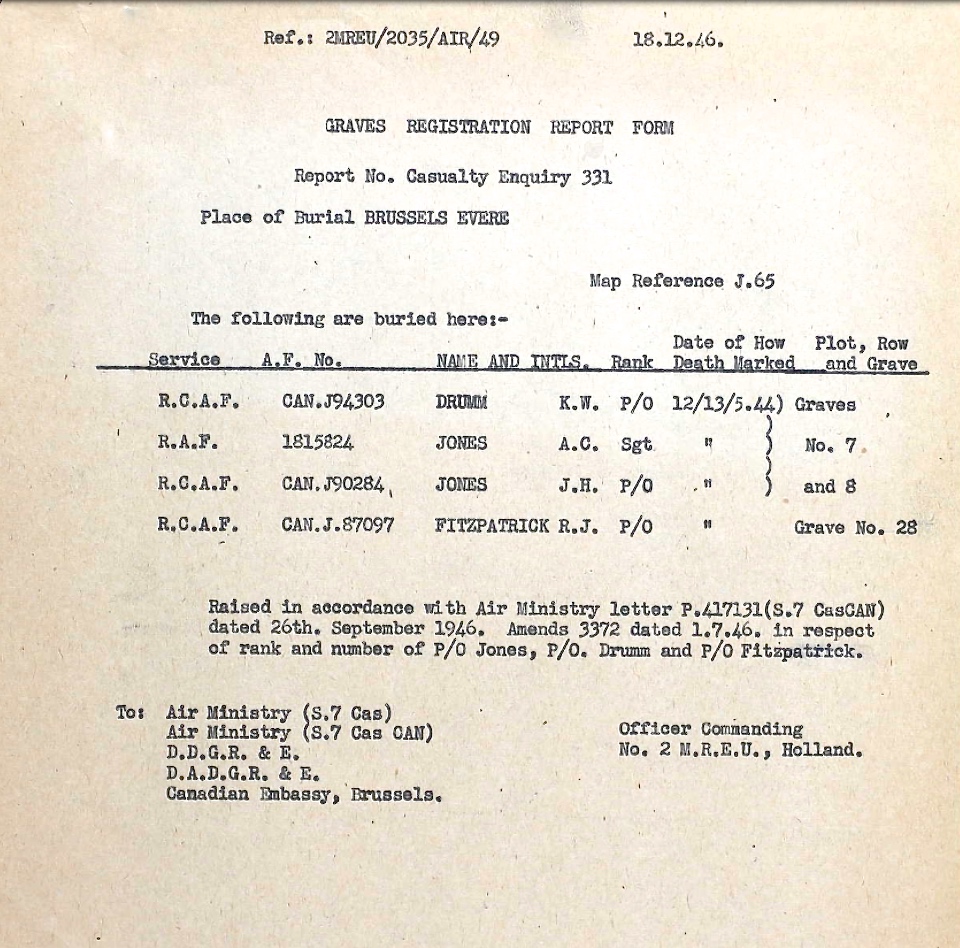 Ref.: 2MREU/2035/AIR/49 18.12.46.
GRAVES REGISTRATION REPORT FORM
Report No. Casualty Enquiry 331
Place of Burial BRUSSELS EVERE
Map Reference J.65
The following are buried here:-
Date of How Plot, Row
Service A.F. No. NAME AND INTLS. Rank Death Marked and Grave
R.C.A.F. CAN.J94303 DRUMM K.W. P/O 12/13/5.44) Graves
R.A.F. 1815824 JONES A.C. Sgt " ) No. 7
R.C.A.F. CAN.J90284 JONES J.H. P/O " ) and 8
R.C.A.F. CAN.J.87097 FITZPATRICK R.J. P/O " Grave No. 28
Raised in accordance with Air Ministry letter P.417131(S.7 CasCAN)
dated 26th. September 1946. Amends 3372 dated 1.7.46. in respect
of rank and number of P/O Jones, P/O. Drumm and P/O Fitzpatrick.
To: Air Ministry (S.7 Cas)
Air Ministry (S.7 Cas CAN)
D.D.G.R. & E.
D.A.D.G.R. & E.
Canadian Embassy, Brussels.
Officer Commanding
No. 2 M.R.E.U., Holland.